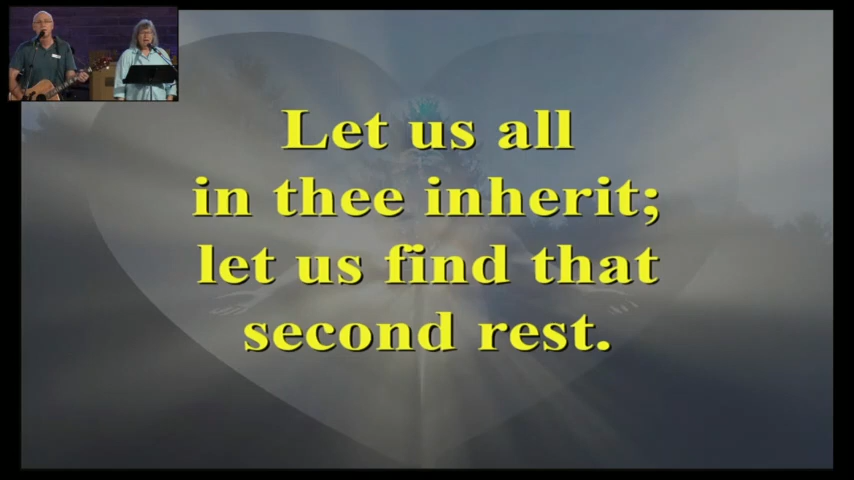 Let us all
in thee inherit;
let us find that
second rest.